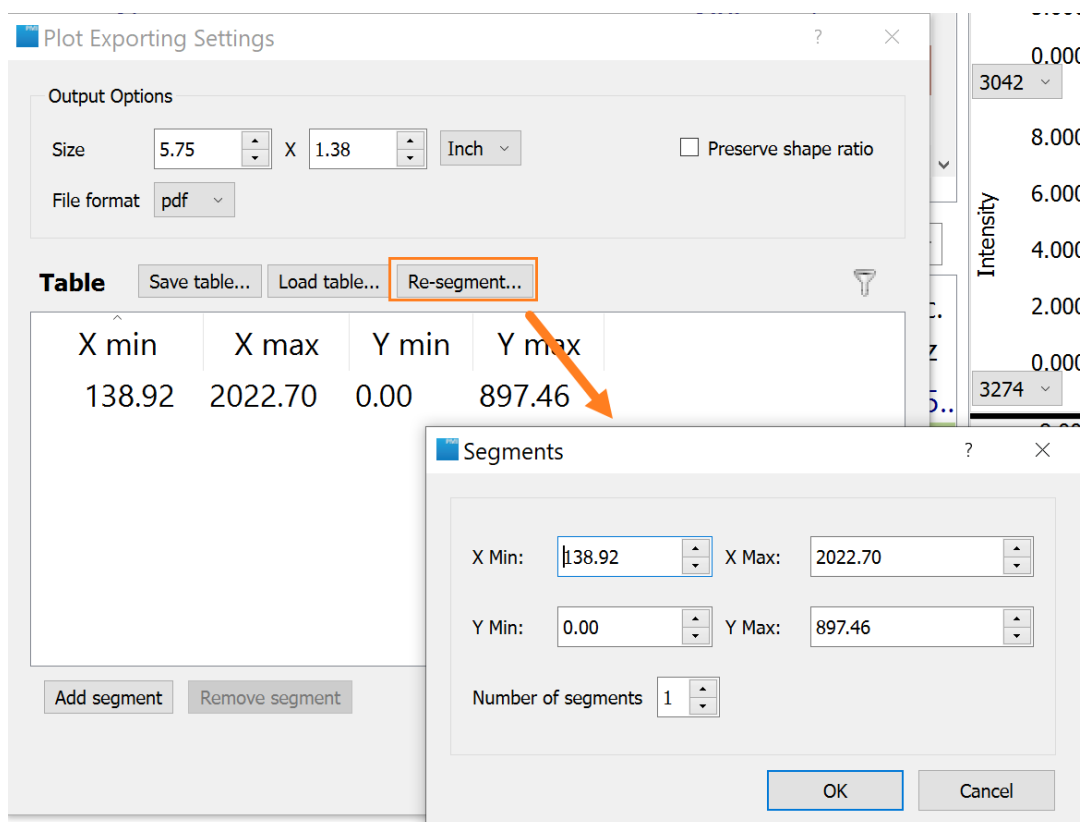 Plot Exporting Settings ?
Output Options
Size 5.75 X 1.38 Inch Preserve shape ratio
File format pdf
Table Save table... Load table... Re-segment...
X min X max Y min Y max
138.92 2022.70 0.00 897.46
Add segment Remove segment
Segments ?
X Min: 138.92 X Max: 2022.70
Y Min: 0.00 Y Max: 897.46
Number of segments 1
OK Cancel
0.000
3042
8.000
6.000
Intensity
4.000
2.000
0.000
3274